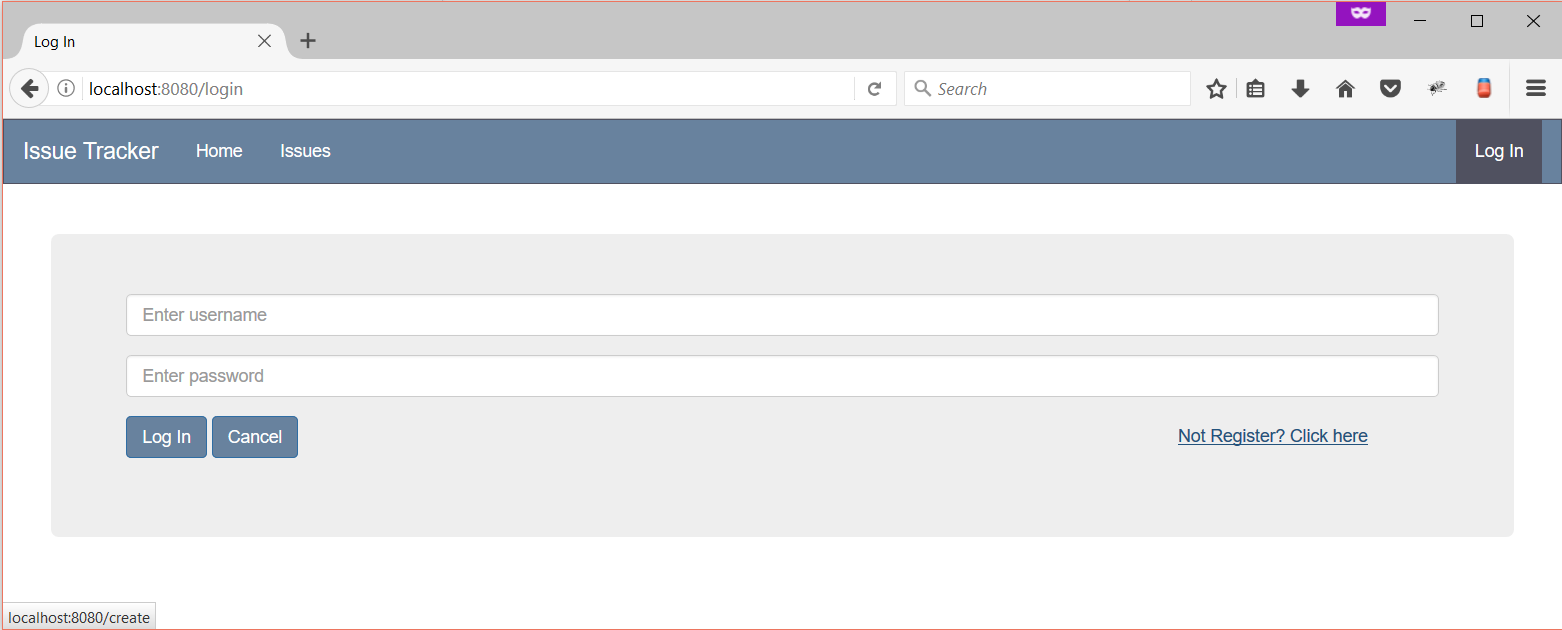 Log In
localhost:8080/login
Search
Issue Tracker Home Issues Log In
Enter username
Enter password
Log In Cancel Not Register? Click here
localhost:8080/create